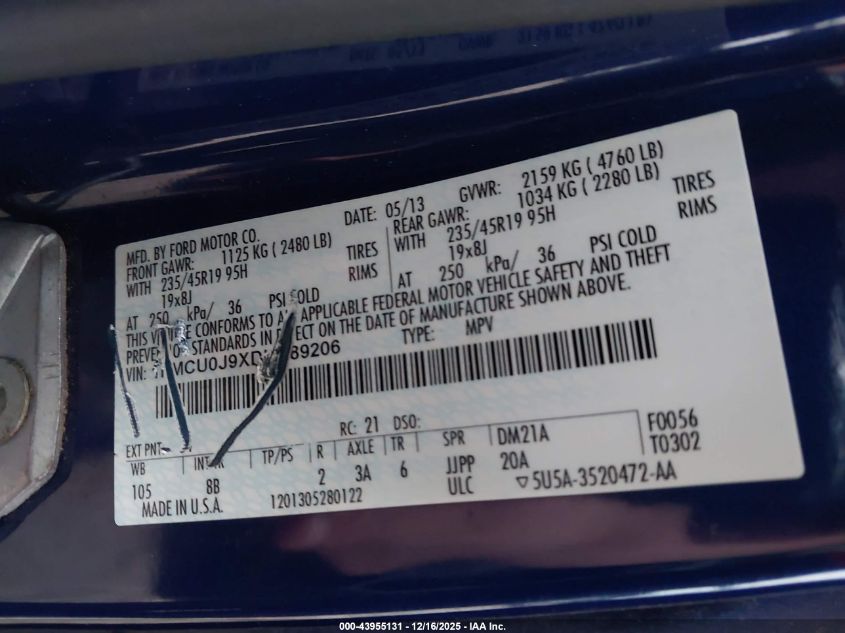 MFD. BY FORD MOTOR CO. DATE: 05/13 GVWR: 2159 KG ( 4760 LB)
FRONT GAWR: 1125 KG ( 2480 LB) REAR GAWR: 1034 KG ( 2280 LB)
WITH 235/45R19 95H TIRES WITH 235/45R19 95H TIRES
19x8J RIMS 19x8J RIMS
AT 250 kPa/ 36 PSI COLD AT 250 kPa/ 36 PSI COLD
THIS VEHICLE CONFORMS TO ALL APPLICABLE FEDERAL MOTOR VEHICLE SAFETY AND THEFT
PREVENTION STANDARDS IN EFFECT ON THE DATE OF MANUFACTURE SHOWN ABOVE.
VIN: TYPE: MPV
RC: 21 DSO:
EXT PNT: F0056
WB TP/PS R AXLE TR SPR DM21A T0302
105 8B 2 3A 6 JJPP 20A
MADE IN U.S.A. 1201305280122 ULC 5U5A-3520472-AA
000-43955131 - 12/16/2025 - IAA Inc.